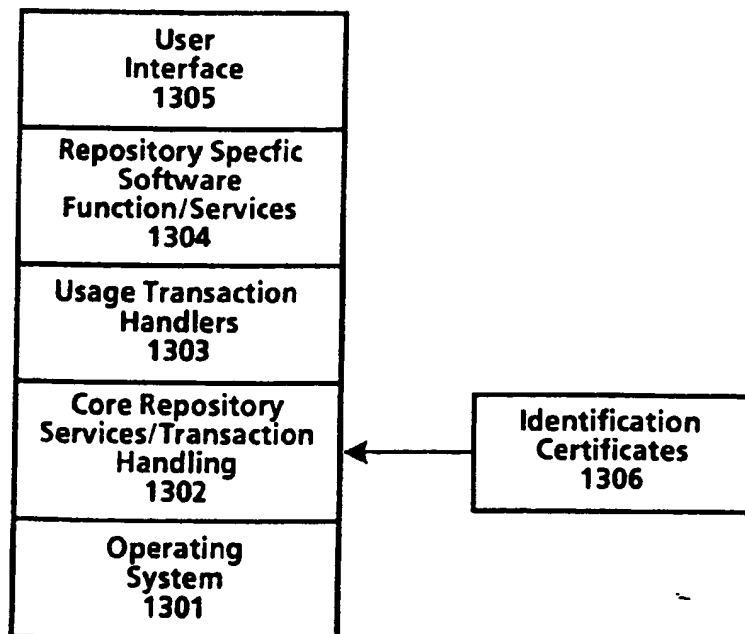 User
Interface
1305
Repository Specfic
Software
Function/Services
1304
Usage Transaction
Handlers
1303
Core Repository
Services/Transaction
Handling
1302
Operating
System
1301
Identification
Certificates
1306